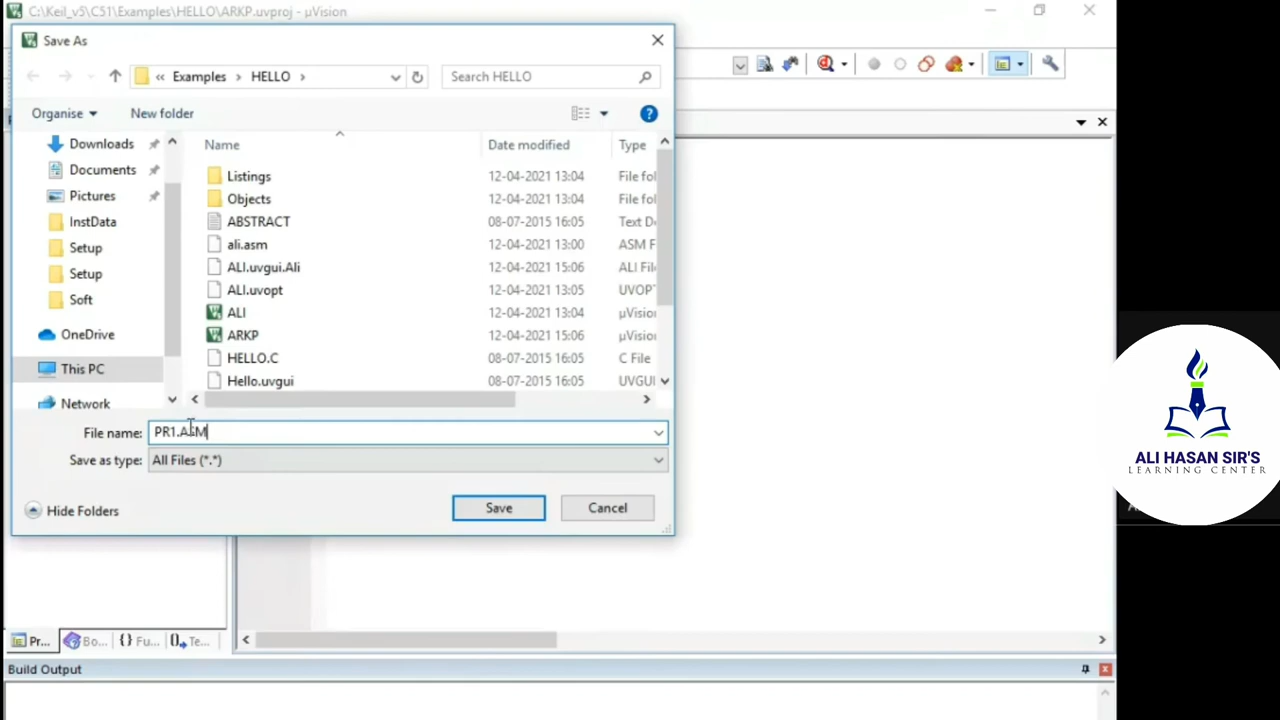 C:\Keil_v5\C51\Examples\HELLO\ARKP.uvproj - µVision
Save As
« Examples › HELLO ›
Search HELLO
Organise
New folder
Name Date modified Type
Downloads
Documents
Pictures
InstData
Setup
Setup
Soft
OneDrive
This PC
Network
Listings 12-04-2021 13:04 File fol
Objects 12-04-2021 13:04 File fol
ABSTRACT 08-07-2015 16:05 Text D
ali.asm 12-04-2021 13:00 ASM F
ALI.uvgui.Ali 12-04-2021 15:06 ALI File
ALI.uvopt 12-04-2021 13:05 UVOPT
ALI 12-04-2021 13:04 µVision
ARKP 12-04-2021 15:06 µVision
HELLO.C 08-07-2015 16:05 C File
Hello.uvgui 08-07-2015 16:05 UVGUI
File name: PR1.ASM
Save as type: All Files (*.*)
Hide Folders
Save
Cancel
Pr... Bo... {} Fu... Te...
Build Output
ALI HASAN SIR'S
LEARNING CENTER